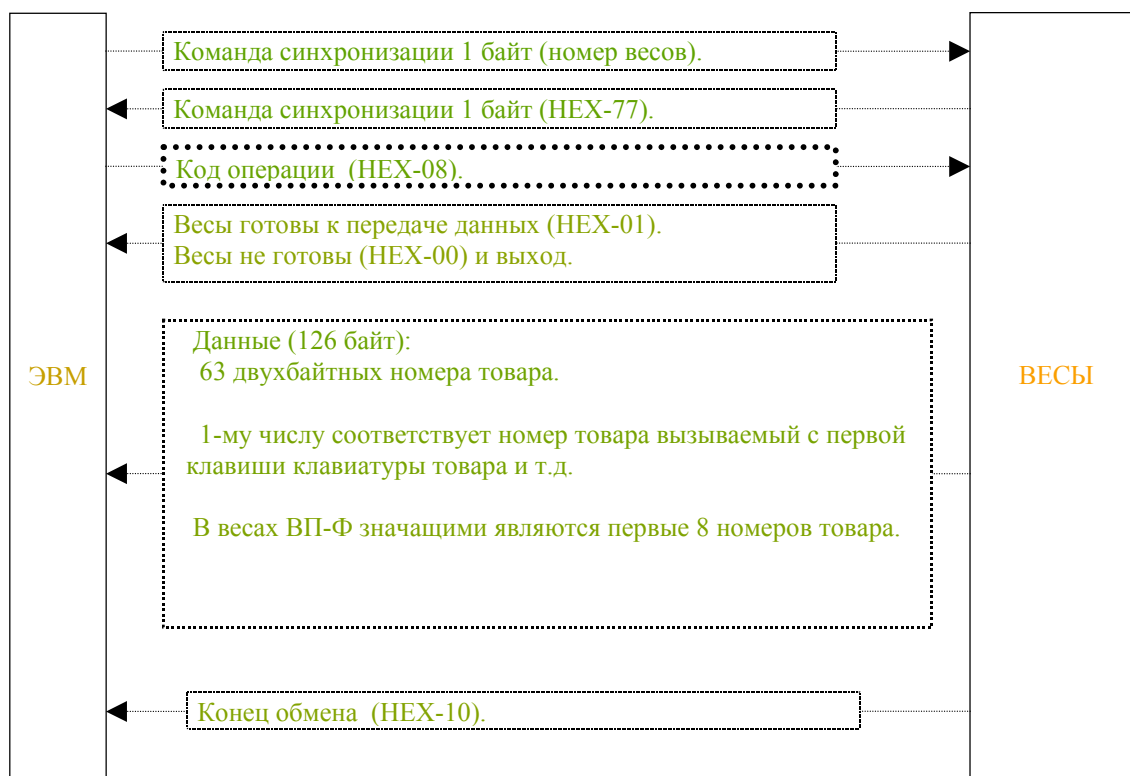 Команда синхронизации 1 байт (номер весов).
Команда синхронизации 1 байт (HEX-77).
Код операции (HEX-08).
Весы готовы к передаче данных (HEX-01).
Весы не готовы (HEX-00) и выход.
Данные (126 байт):
63 двухбайтных номера товара.
ЭВМ
ВЕСЫ
1-му числу соответствует номер товара вызываемый с первой
клавиши клавиатуры товара и т.д.
В весах ВП-Ф значащими являются первые 8 номеров товара.
Конец обмена (HEX-10).